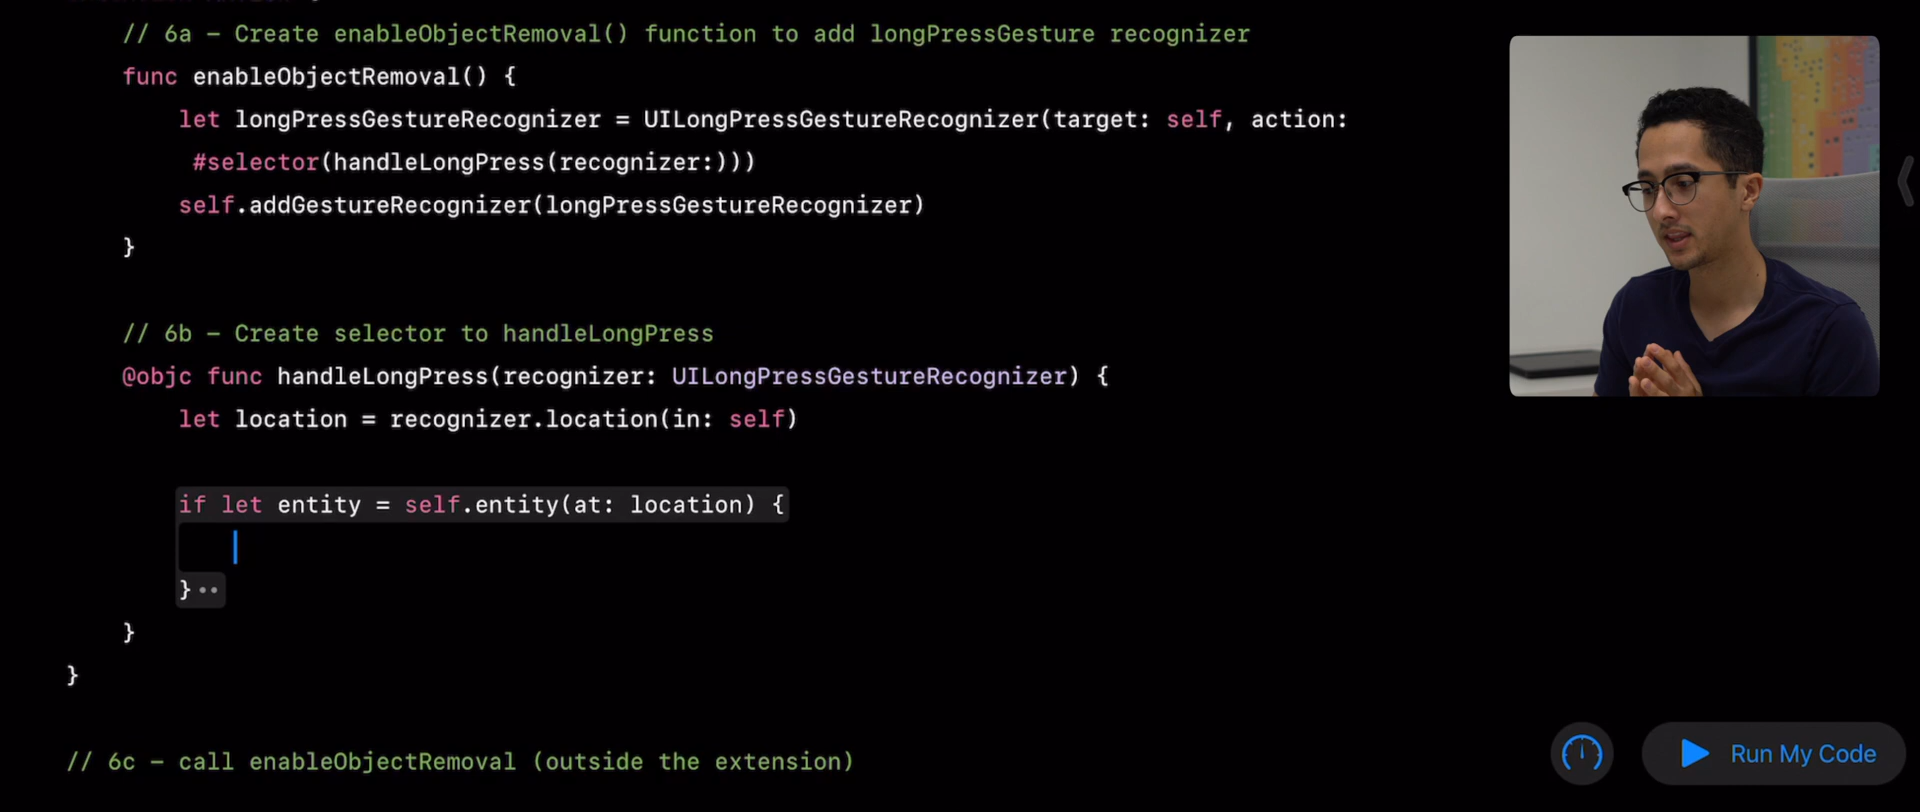 // 6a – Create enableObjectRemoval() function to add longPressGesture recognizer
func enableObjectRemoval() {
let longPressGestureRecognizer = UILongPressGestureRecognizer(target: self, action:
#selector(handleLongPress(recognizer:)))
self.addGestureRecognizer(longPressGestureRecognizer)
}
// 6b – Create selector to handleLongPress
@objc func handleLongPress(recognizer: UILongPressGestureRecognizer) {
let location = recognizer.location(in: self)
if let entity = self.entity(at: location) {
}
}
}
// 6c – call enableObjectRemoval (outside the extension)
Run My Code